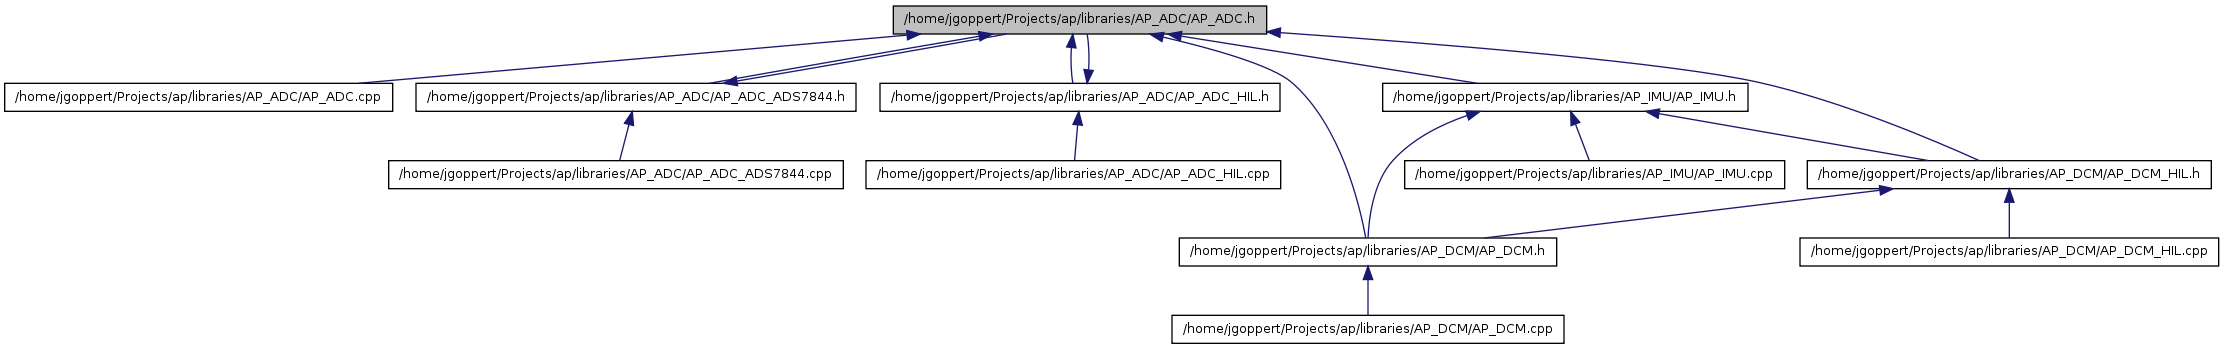 /home/jgoppert/Projects/ap/libraries/AP_ADC/AP_ADC.h
/home/jgoppert/Projects/ap/libraries/AP_ADC/AP_ADC.cpp
/home/jgoppert/Projects/ap/libraries/AP_ADC/AP_ADC_ADS7844.h
/home/jgoppert/Projects/ap/libraries/AP_ADC/AP_ADC_HIL.h
/home/jgoppert/Projects/ap/libraries/AP_IMU/AP_IMU.h
/home/jgoppert/Projects/ap/libraries/AP_ADC/AP_ADC_ADS7844.cpp
/home/jgoppert/Projects/ap/libraries/AP_ADC/AP_ADC_HIL.cpp
/home/jgoppert/Projects/ap/libraries/AP_IMU/AP_IMU.cpp
/home/jgoppert/Projects/ap/libraries/AP_DCM/AP_DCM_HIL.h
/home/jgoppert/Projects/ap/libraries/AP_DCM/AP_DCM.h
/home/jgoppert/Projects/ap/libraries/AP_DCM/AP_DCM_HIL.cpp
/home/jgoppert/Projects/ap/libraries/AP_DCM/AP_DCM.cpp